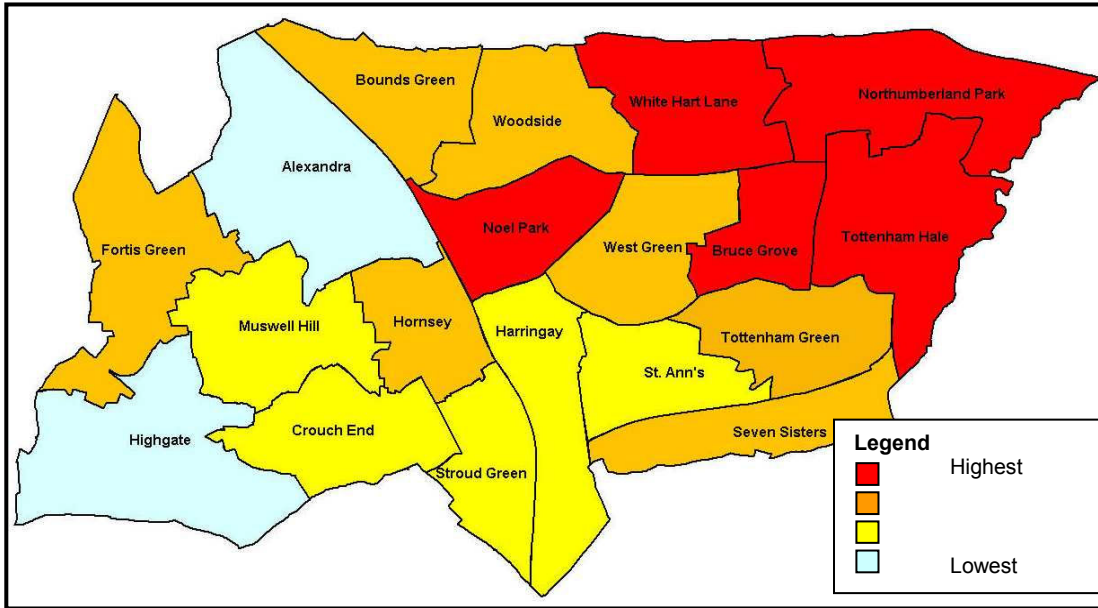 Bounds Green
White Hart Lane
Northumberland Park
Woodside
Alexandra
Noel Park
Fortis Green
West Green
Bruce Grove
Tottenham Hale
Muswell Hill
Hornsey
Harringay
Tottenham Green
St. Ann's
Highgate
Crouch End
Seven Sisters
Stroud Green
Legend
Highest
Lowest